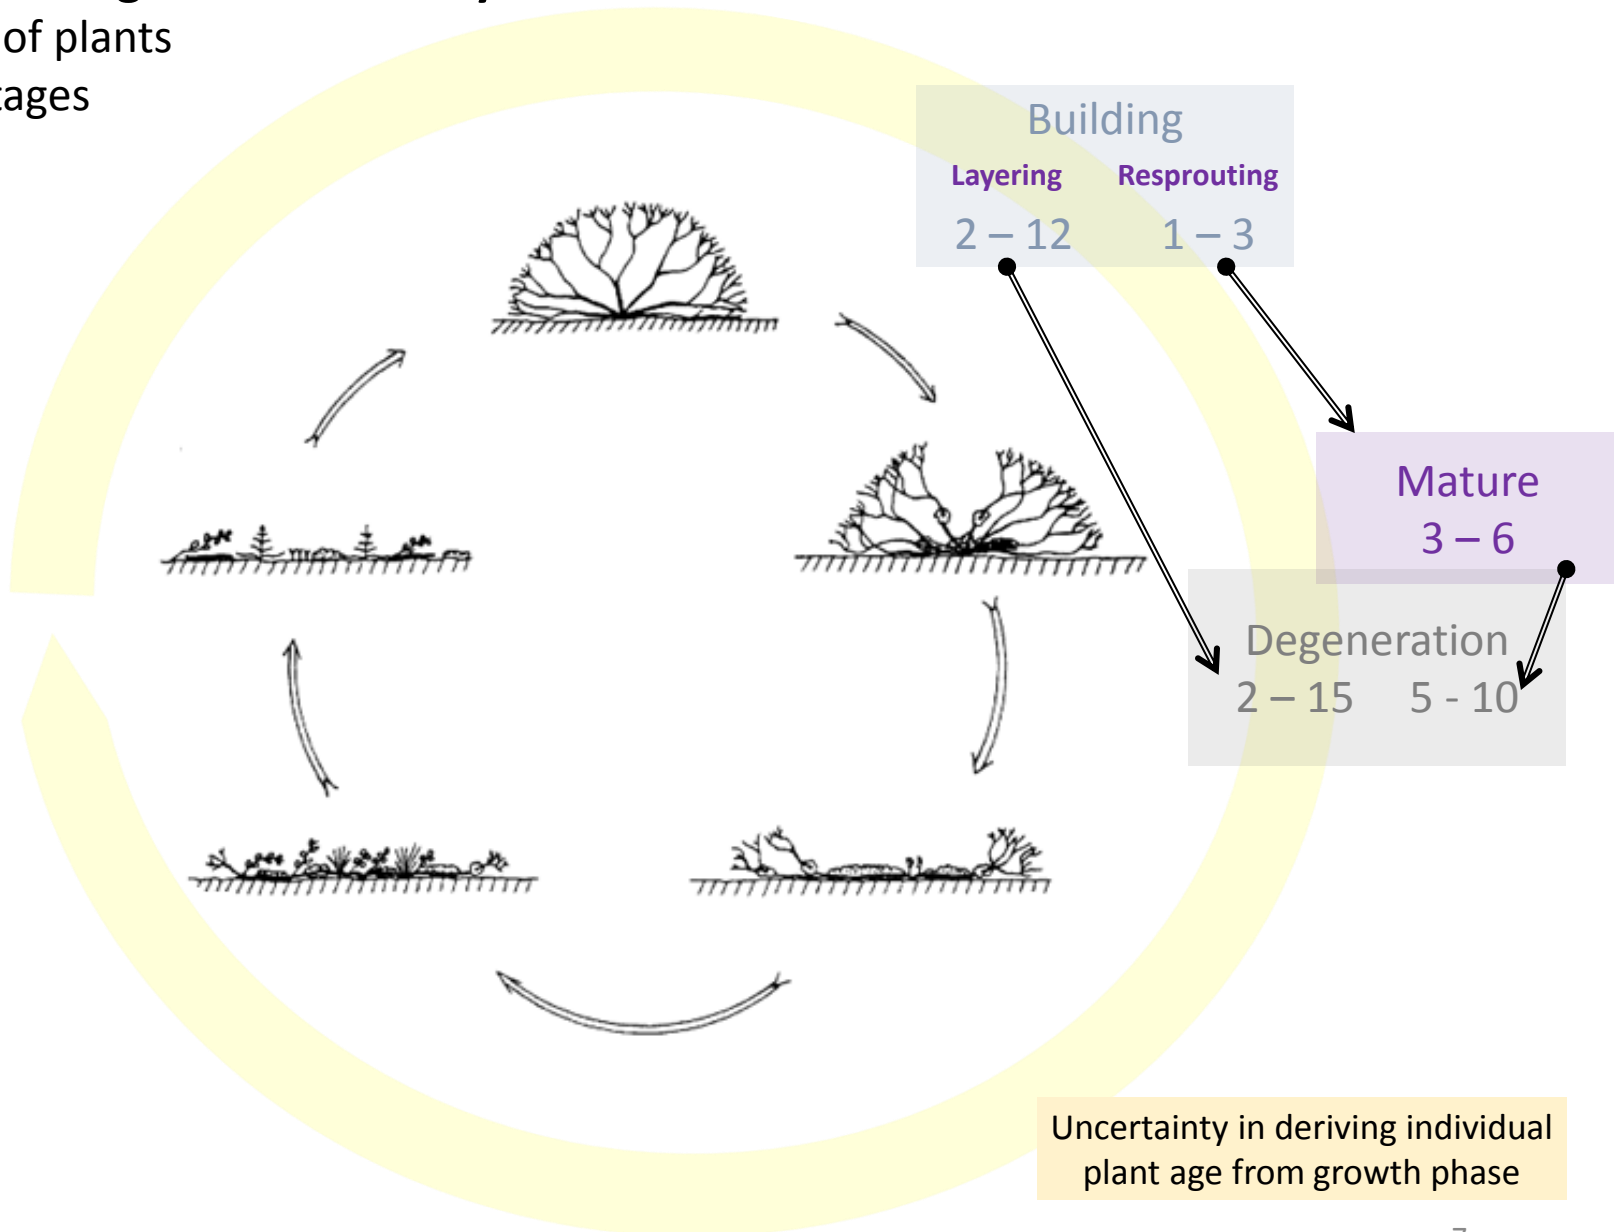 of plants
tages
Building
Layering Resprouting
2 – 12 1 – 3
Mature
3 – 6
Degeneration
2 – 15 5 - 10
Uncertainty in deriving individual
plant age from growth phase